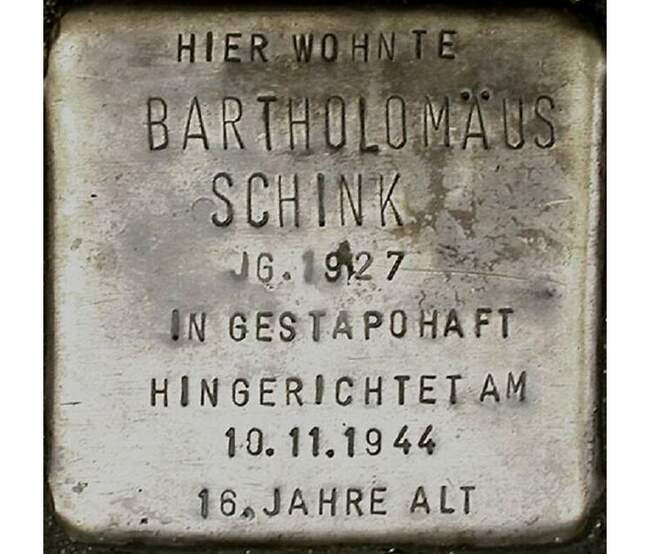 HIER WOHNTE
BARTHOLOMÄUS
SCHINK
JG. 1927
IN GESTAPOHAFT
HINGERICHTET AM
10.11.1944
16. JAHRE ALT